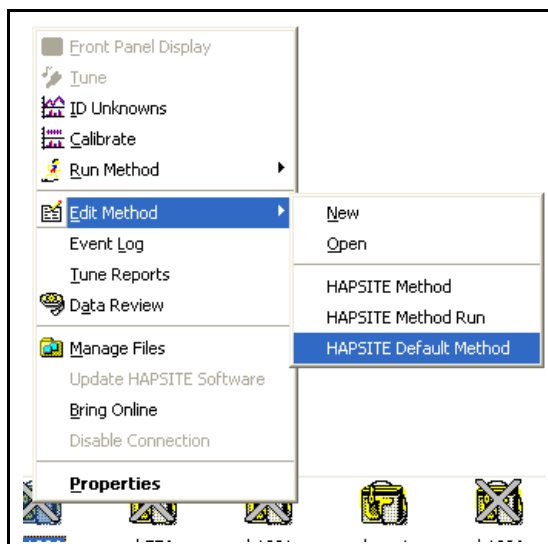 Front Panel Display
Tune
ID Unknowns
Calibrate
Run Method
Edit Method
Event Log
Tune Reports
Data Review
Manage Files
Update HAPSITE Software
Bring Online
Disable Connection
Properties
New
Open
HAPSITE Method
HAPSITE Method Run
HAPSITE Default Method